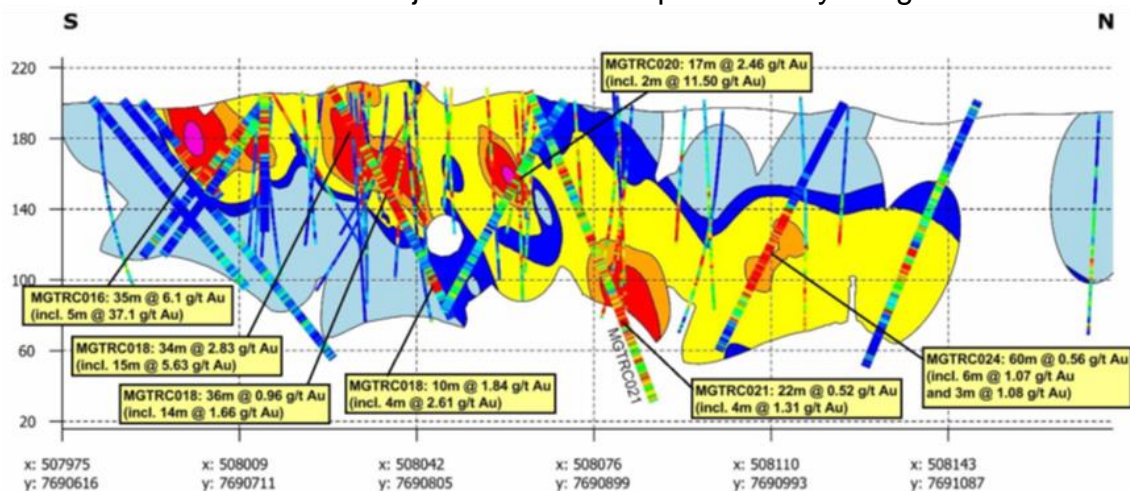 S
N
220
180
140
100
60
20
MGTRC020: 17m @ 2.46 g/t Au
(incl. 2m @ 11.50 g/t Au)
MGTRC016: 35m @ 6.1 g/t Au
(incl. 5m @ 37.1 g/t Au)
MGTRC018: 34m @ 2.83 g/t Au
(incl. 15m @ 5.63 g/t Au)
MGTRC018: 36m @ 0.96 g/t Au
(incl. 14m @ 1.66 g/t Au)
MGTRC018: 10m @ 1.84 g/t Au
(incl. 4m @ 2.61 g/t Au)
MGTRC021
MGTRC021: 22m @ 0.52 g/t Au
(incl. 4m @ 1.31 g/t Au)
MGTRC024: 60m @ 0.56 g/t Au
(incl. 6m @ 1.07 g/t Au
and 3m @ 1.08 g/t Au)
x: 507975
y: 7690616
x: 508009
y: 7690711
x: 508042
y: 7690805
x: 508076
y: 7690899
x: 508110
y: 7690993
x: 508143
y: 7691087